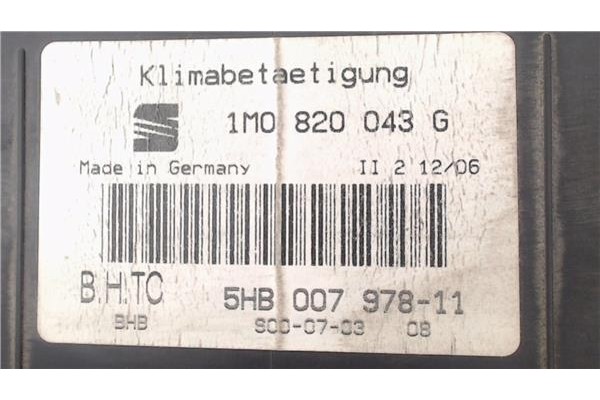 Klimabetaetigung
1M0 820 043 G
Made in Germany II 2 12/06
B.H.TC 5HB 007 978-11
BHB S00-07-03 08